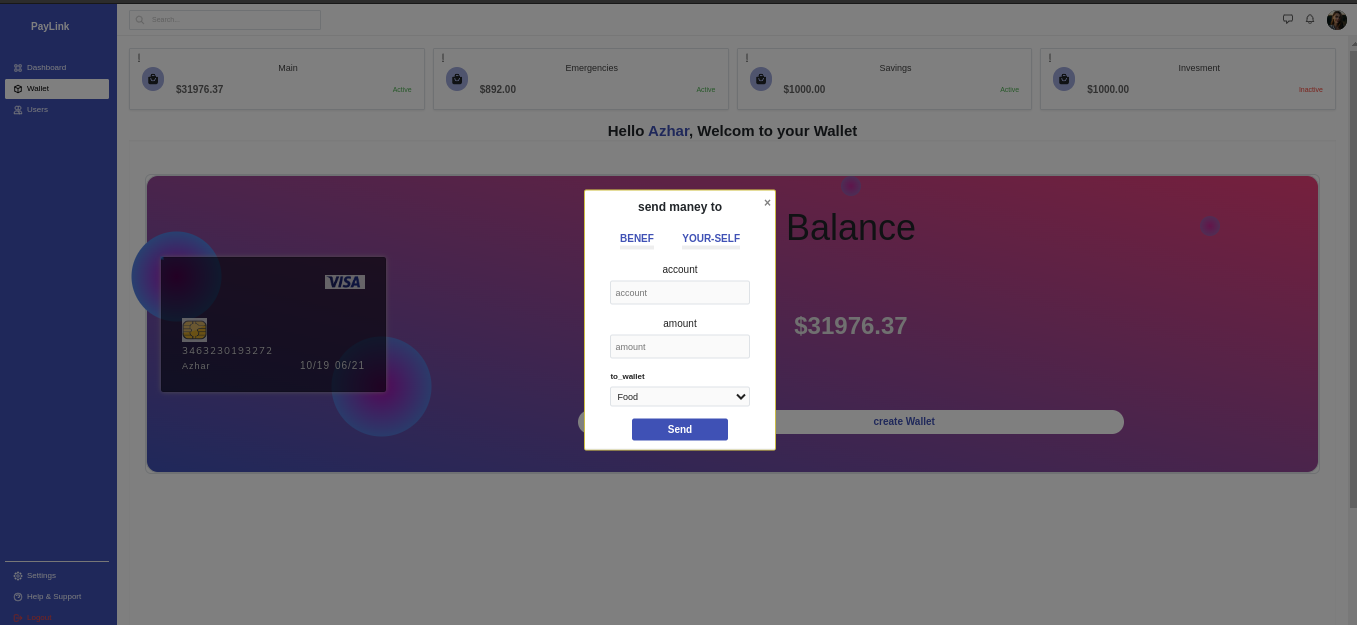 PayLink
Search...
Dashboard
Wallet
Users
Main
$31976.37
Active
Emergencies
$892.00
Active
Savings
$1000.00
Active
Invesment
$1000.00
Inactive
Hello Azhar, Welcom to your Wallet
VISA
3463230193272
Azhar 10/19 06/21
Balance
$31976.37
create Wallet
send maney to
×
BENEF YOUR-SELF
account
account
amount
amount
to_wallet
Food
Send
Settings
Help & Support
Logout